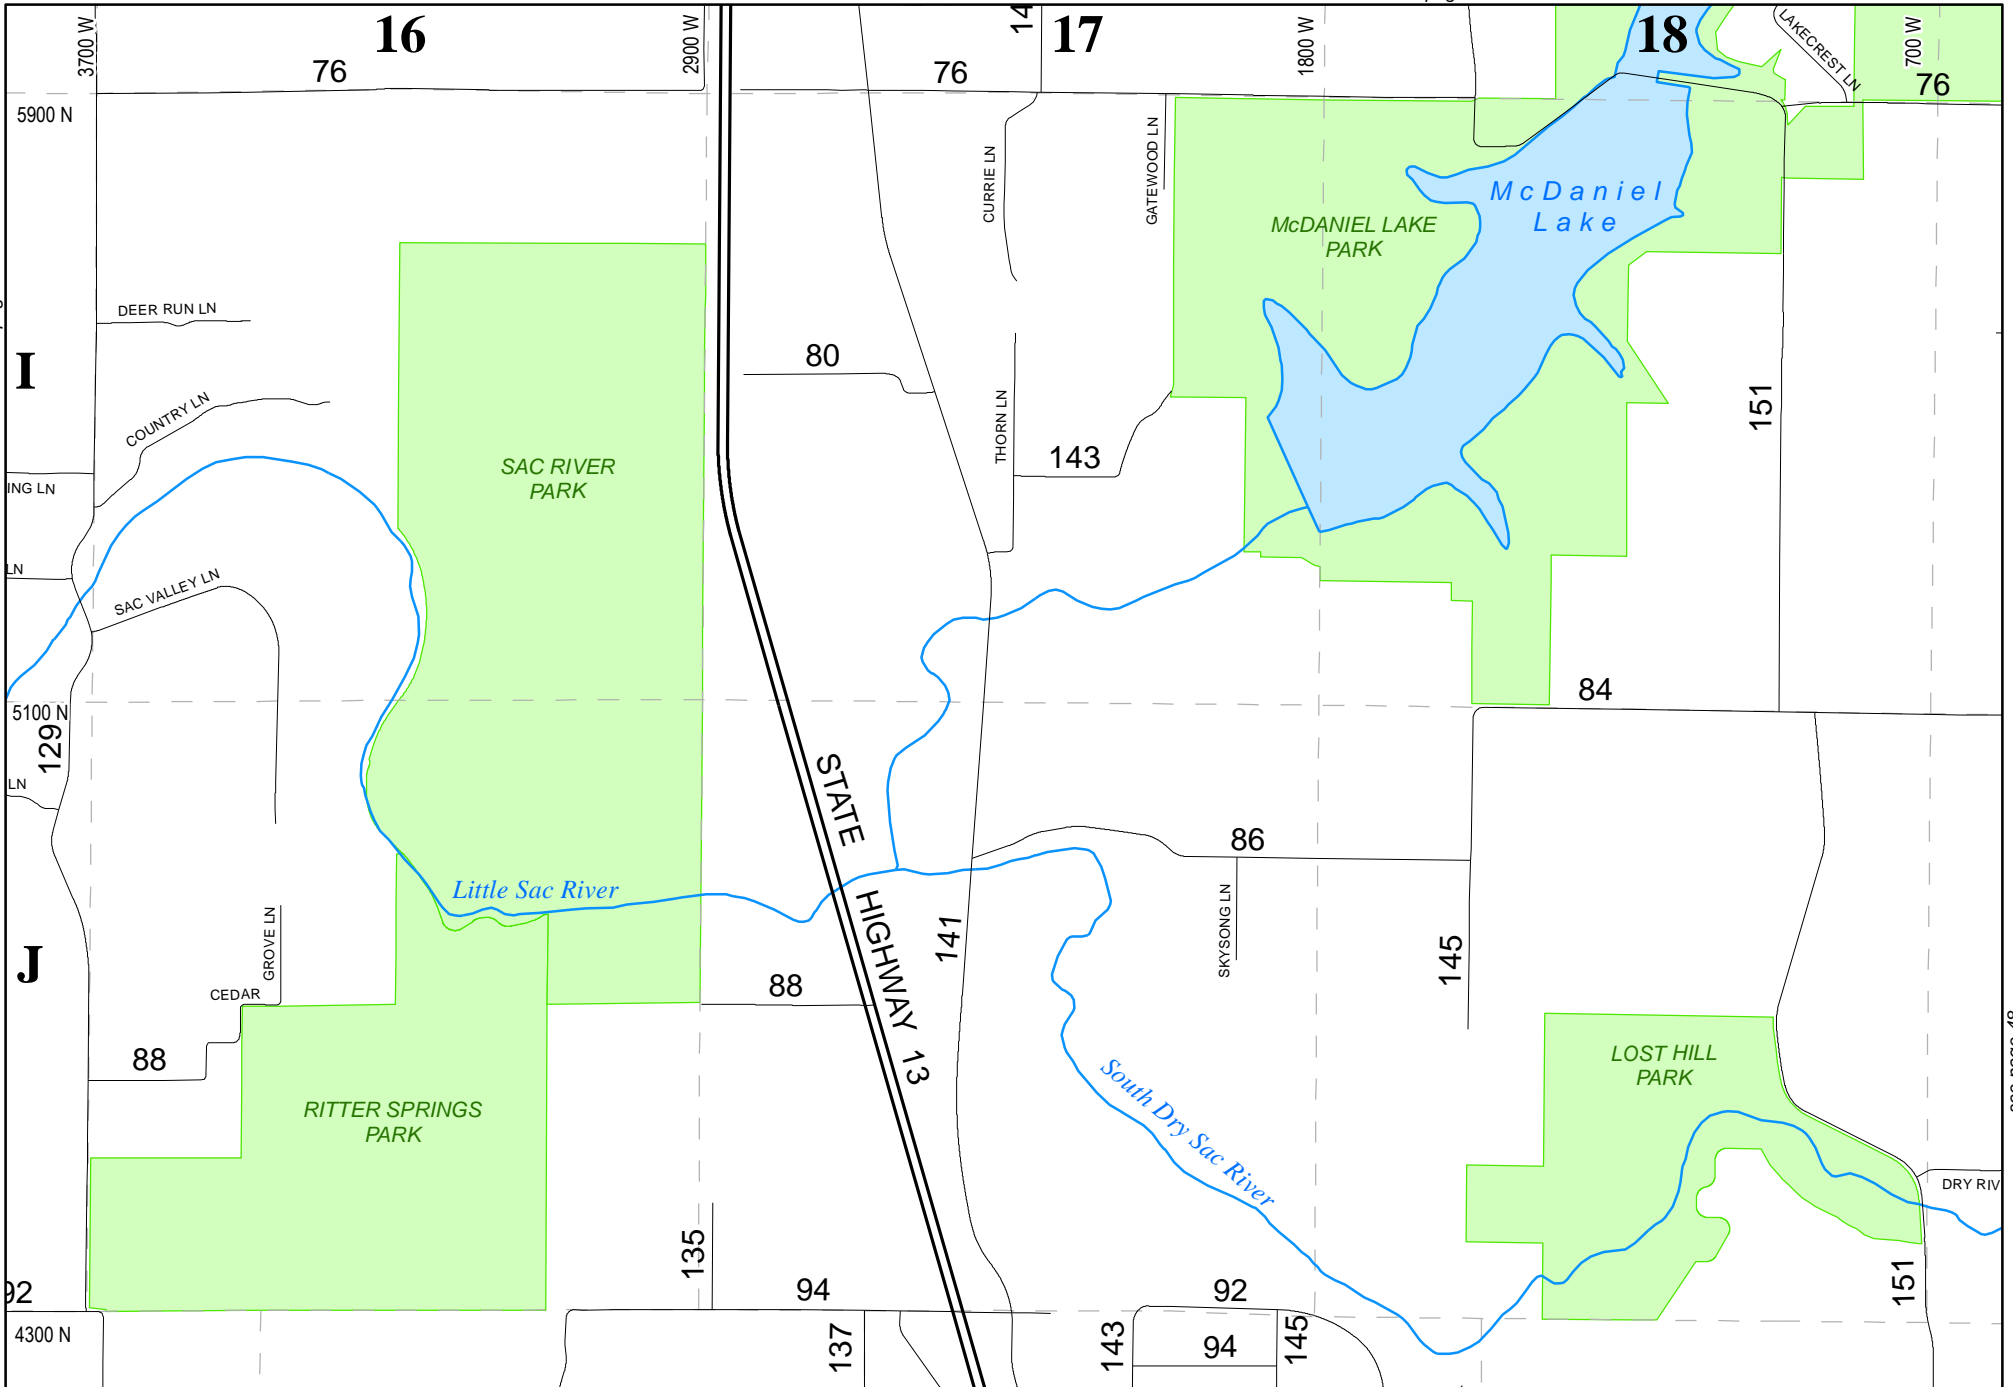 3700 W
16
2900 W
14
17
1800 W
18
LAKECREST LN
700 W
76
76
76
5900 N
CURRIE LN
GATEWOOD LN
McDaniel
Lake
McDANIEL LAKE
PARK
DEER RUN LN
I
80
COUNTRY LN
THORN LN
151
143
SAC RIVER
PARK
ING LN
LN
SAC VALLEY LN
84
5100 N
129
LN
STATE HIGHWAY 13
86
Little Sac River
SKYSONG LN
141
145
GROVE LN
J
CEDAR
88
88
South Dry Sac River
LOST HILL
PARK
RITTER SPRINGS
PARK
DRY RIV
135
151
92
94
92
4300 N
137
143
94
145